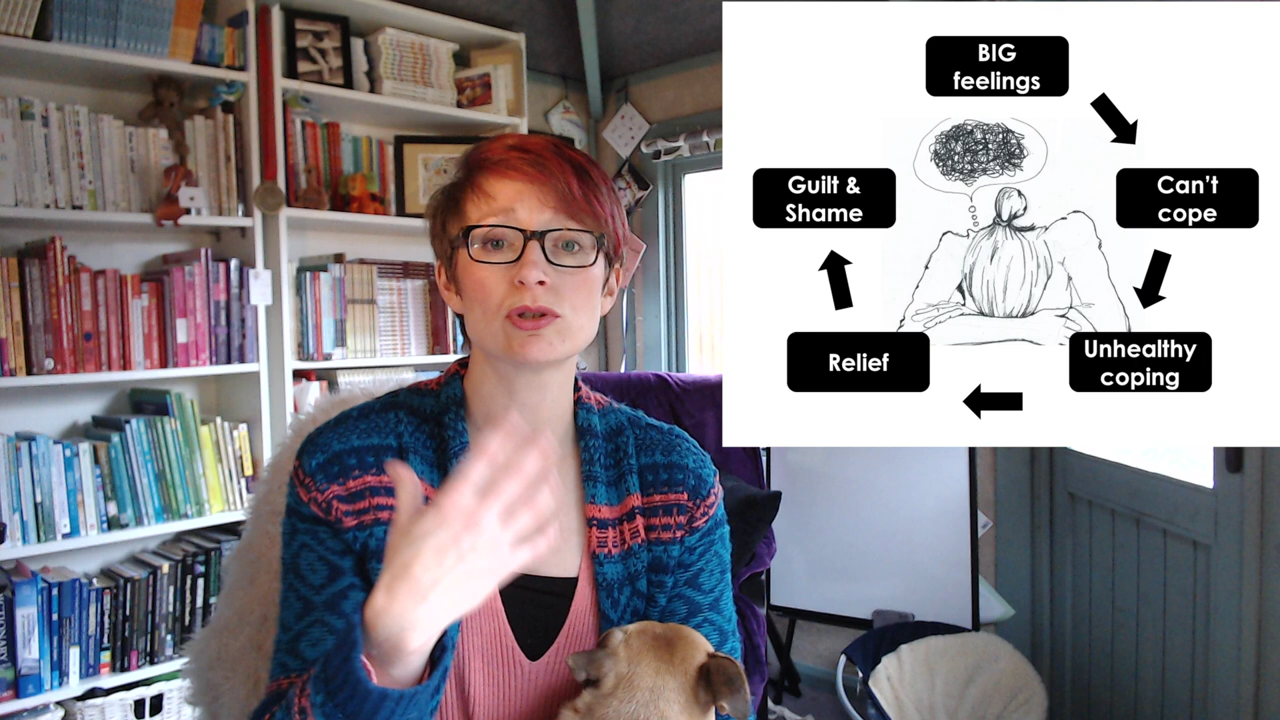 BIG
feelings
Can't
cope
Unhealthy
coping
Relief
Guilt &
Shame